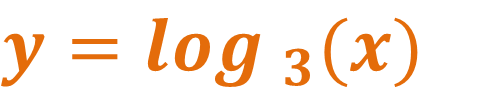 y = log ₃(x)